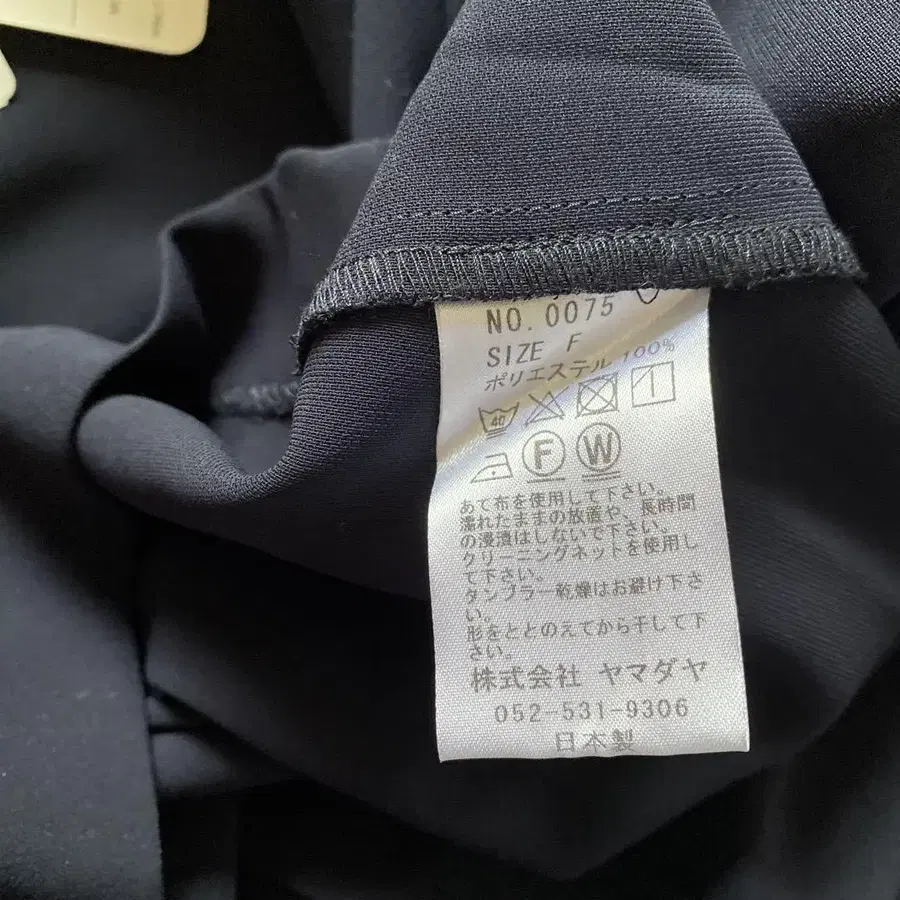 NO. 0075
SIZE F
ポリエステル 100%
40
F W
あて布を使用して下さい。
濡れたままの放置や、長時間
の浸漬はしないで下さい。
クリーニングネットを使用し
て下さい。
タンブラー乾燥はお避け下さ
い。
形をととのえてから干して下
さい。
株式会社 ヤマダヤ
052-531-9306
日本製